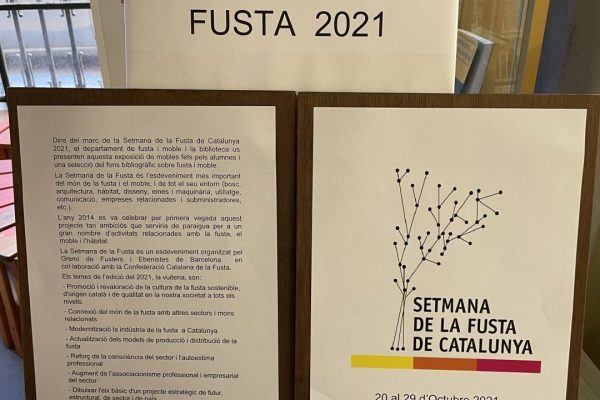 FUSTA 2021
Dins del marc de la Setmana de la Fusta de Catalunya
2021, el departament de fusta i moble i la biblioteca us
presenten aquesta exposició de mobles fets pels alumnes i
una selecció del fons bibliogràfic sobre fusta i moble.
La Setmana de la Fusta és l'esdeveniment més important
del món de la fusta i el moble, i de tot el seu entorn (bosc,
arquitectura, hàbitat, disseny, eines i maquinària, utillatge,
comunicació, empreses relacionades i subministradores,
etc.).
L'any 2014 es va celebrar per primera vegada aquest
projecte tan ambiciós que serviria de paraigua per a un
gran nombre d'activitats relacionades amb la fusta, el
moble i l'hàbitat.
La Setmana de la Fusta és un esdeveniment organitzat pel
Gremi de Fusters i Ebenistes de Barcelona en
col·laboració amb la Confederació Catalana de la Fusta.
Els temes de l'edició del 2021, la vuitena, són:
- Promoció i revaloració de la cultura de la fusta sostenible,
d'origen català i de qualitat en la nostra societat a tots els
nivells
- Connexió del món de la fusta amb altres sectors i mons
relacionats
- Modernització la indústria de la fusta a Catalunya
- Actualització dels models de producció i distribució de la
fusta
- Reforç de la consciència del sector i l'autoestima
professional
- Augment de l'associacionisme professional i empresarial
del sector
- Dibuixar l'eix bàsic d'un projecte estratègic de futur,
estructural, de sector i de país
SETMANA
DE LA FUSTA
DE CATALUNYA
20 al 29 d'Octubre 2021